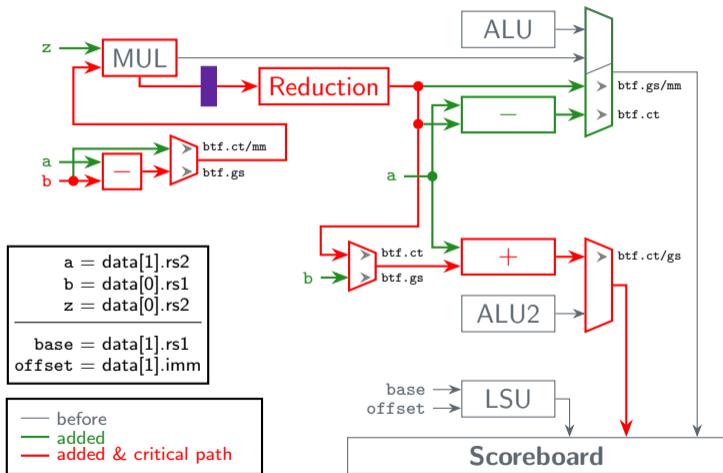 z
MUL
ALU
Reduction
btf.gs/mm
btf.ct
−
a
b
−
btf.ct/mm
btf.gs
a
b
btf.ct
btf.gs
+
btf.ct/gs
ALU2
a = data[1].rs2
b = data[0].rs1
z = data[0].rs2
base = data[1].rs1
offset = data[1].imm
base
offset
LSU
before
added
added & critical path
Scoreboard